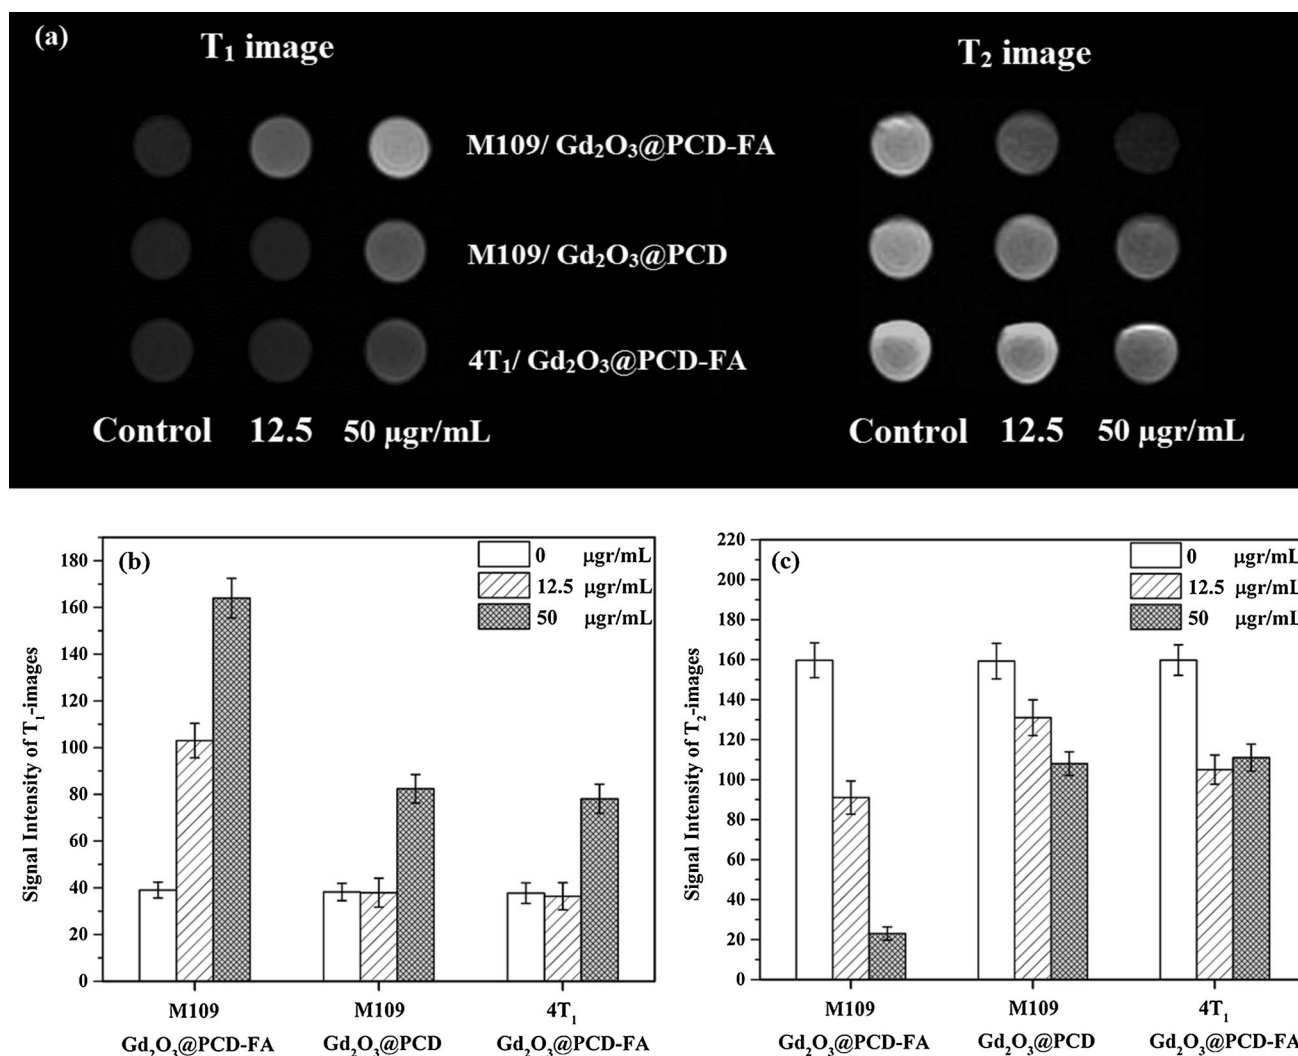 (a)
T₁ image
T₂ image
M109/ Gd₂O₃@PCD-FA
M109/ Gd₂O₃@PCD
4T₁/ Gd₂O₃@PCD-FA
Control 12.5 50 μgr/mL
Control 12.5 50 μgr/mL
(b)
0 μgr/mL
12.5 μgr/mL
50 μgr/mL
Signal Intensity of T₁-images
180
160
140
120
100
80
60
40
20
0
M109 M109 4T₁
Gd₂O₃@PCD-FA Gd₂O₃@PCD Gd₂O₃@PCD-FA
(c)
0 μgr/mL
12.5 μgr/mL
50 μgr/mL
Signal Intensity of T₂-images
220
200
180
160
140
120
100
80
60
40
20
0
M109 M109 4T₁
Gd₂O₃@PCD-FA Gd₂O₃@PCD Gd₂O₃@PCD-FA